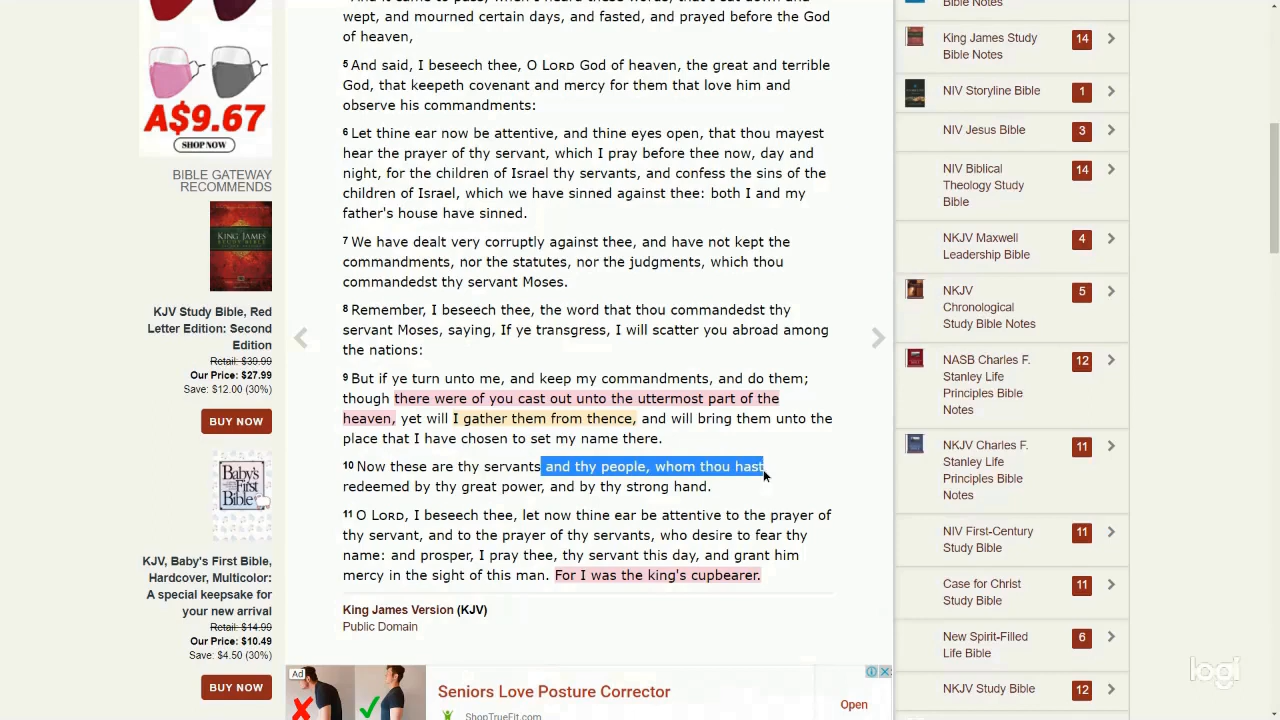 A$9.67
SHOP NOW
BIBLE GATEWAY
RECOMMENDS
KING JAMES
STUDY BIBLE
KJV Study Bible, Red
Letter Edition: Second
Edition
Retail: $39.99
Our Price: $27.99
Save: $12.00 (30%)
BUY NOW
Baby's
First Bible
KJV, Baby's First Bible,
Hardcover, Multicolor:
A special keepsake for
your new arrival
Retail: $14.99
Our Price: $10.49
Save: $4.50 (30%)
BUY NOW
wept, and mourned certain days, and fasted, and prayed before the God
of heaven,
5 And said, I beseech thee, O LORD God of heaven, the great and terrible
God, that keepeth covenant and mercy for them that love him and
observe his commandments:
6 Let thine ear now be attentive, and thine eyes open, that thou mayest
hear the prayer of thy servant, which I pray before thee now, day and
night, for the children of Israel thy servants, and confess the sins of the
children of Israel, which we have sinned against thee: both I and my
father's house have sinned.
7 We have dealt very corruptly against thee, and have not kept the
commandments, nor the statutes, nor the judgments, which thou
commandedst thy servant Moses.
8 Remember, I beseech thee, the word that thou commandedst thy
servant Moses, saying, If ye transgress, I will scatter you abroad among
the nations:
9 But if ye turn unto me, and keep my commandments, and do them;
though there were of you cast out unto the uttermost part of the
heaven, yet will I gather them from thence, and will bring them unto the
place that I have chosen to set my name there.
10 Now these are thy servants and thy people, whom thou hast
redeemed by thy great power, and by thy strong hand.
11 O LORD, I beseech thee, let now thine ear be attentive to the prayer of
thy servant, and to the prayer of thy servants, who desire to fear thy
name: and prosper, I pray thee, thy servant this day, and grant him
mercy in the sight of this man. For I was the king's cupbearer.
King James Version (KJV)
Public Domain
Ad
Seniors Love Posture Corrector
ShopTrueFit.com
Open
Bible Notes
King James Study
Bible Notes
14
NIV Storyline Bible
1
NIV Jesus Bible
3
NIV Biblical
Theology Study
Bible
14
NKJV Maxwell
Leadership Bible
4
NKJV
Chronological
Study Bible Notes
5
NASB Charles F.
Stanley Life
Principles Bible
Notes
12
NKJV Charles F.
Stanley Life
Principles Bible
Notes
11
NIV First-Century
Study Bible
11
Case for Christ
Study Bible
11
New Spirit-Filled
Life Bible
6
NKJV Study Bible
12
logi